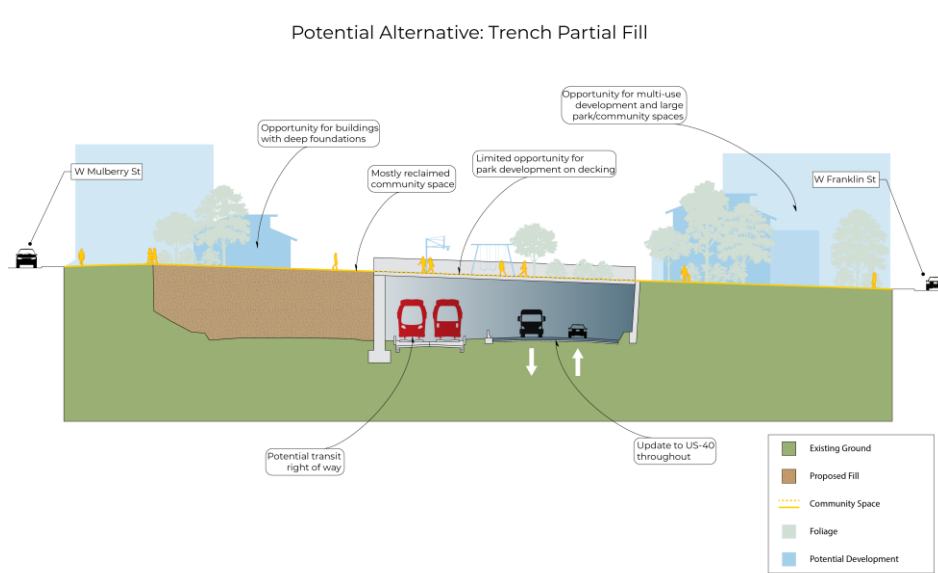 Potential Alternative: Trench Partial Fill
Opportunity for multi-use
development and large
park/community spaces
Opportunity for buildings
with deep foundations
W Mulberry St
Mostly reclaimed
community space
Limited opportunity for
park development on decking
W Franklin St
Potential transit
right of way
Update to US-40
throughout
Existing Ground
Proposed Fill
Community Space
Foliage
Potential Development